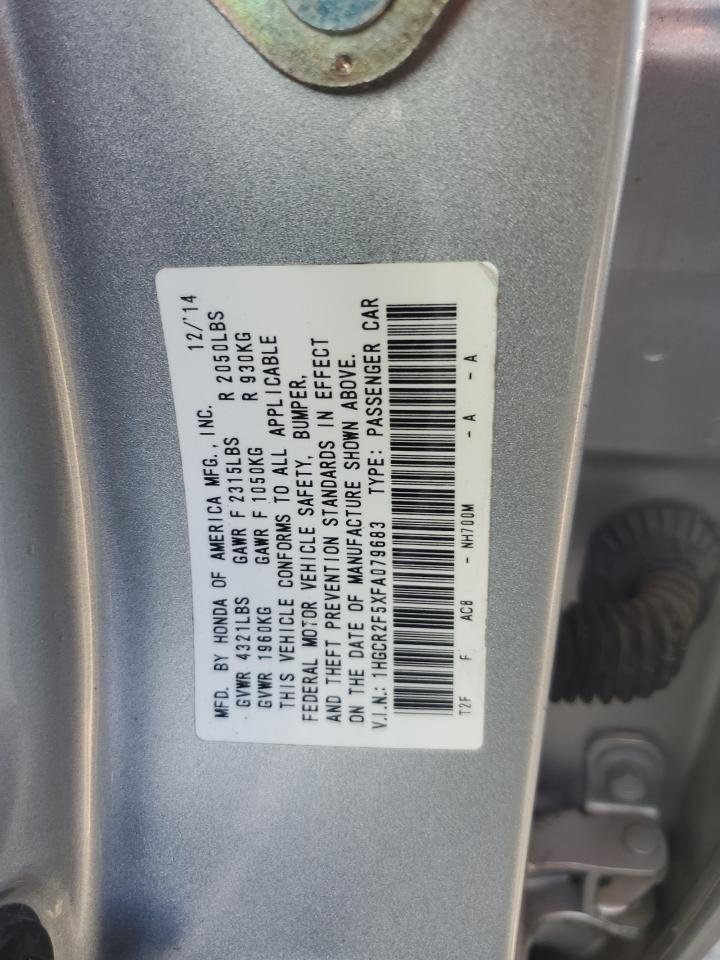 MFD. BY HONDA OF AMERICA MFG., INC. 12/'14
GVWR 4321LBS GAWR F 2315LBS R 2050LBS
GVWR 1960KG GAWR F 1050KG R 930KG
THIS VEHICLE CONFORMS TO ALL APPLICABLE
FEDERAL MOTOR VEHICLE SAFETY, BUMPER,
AND THEFT PREVENTION STANDARDS IN EFFECT
ON THE DATE OF MANUFACTURE SHOWN ABOVE.
V.I.N.: 1HGCR2F5XFA079683 TYPE: PASSENGER CAR
T2F F AC8 - NH700M - A - A